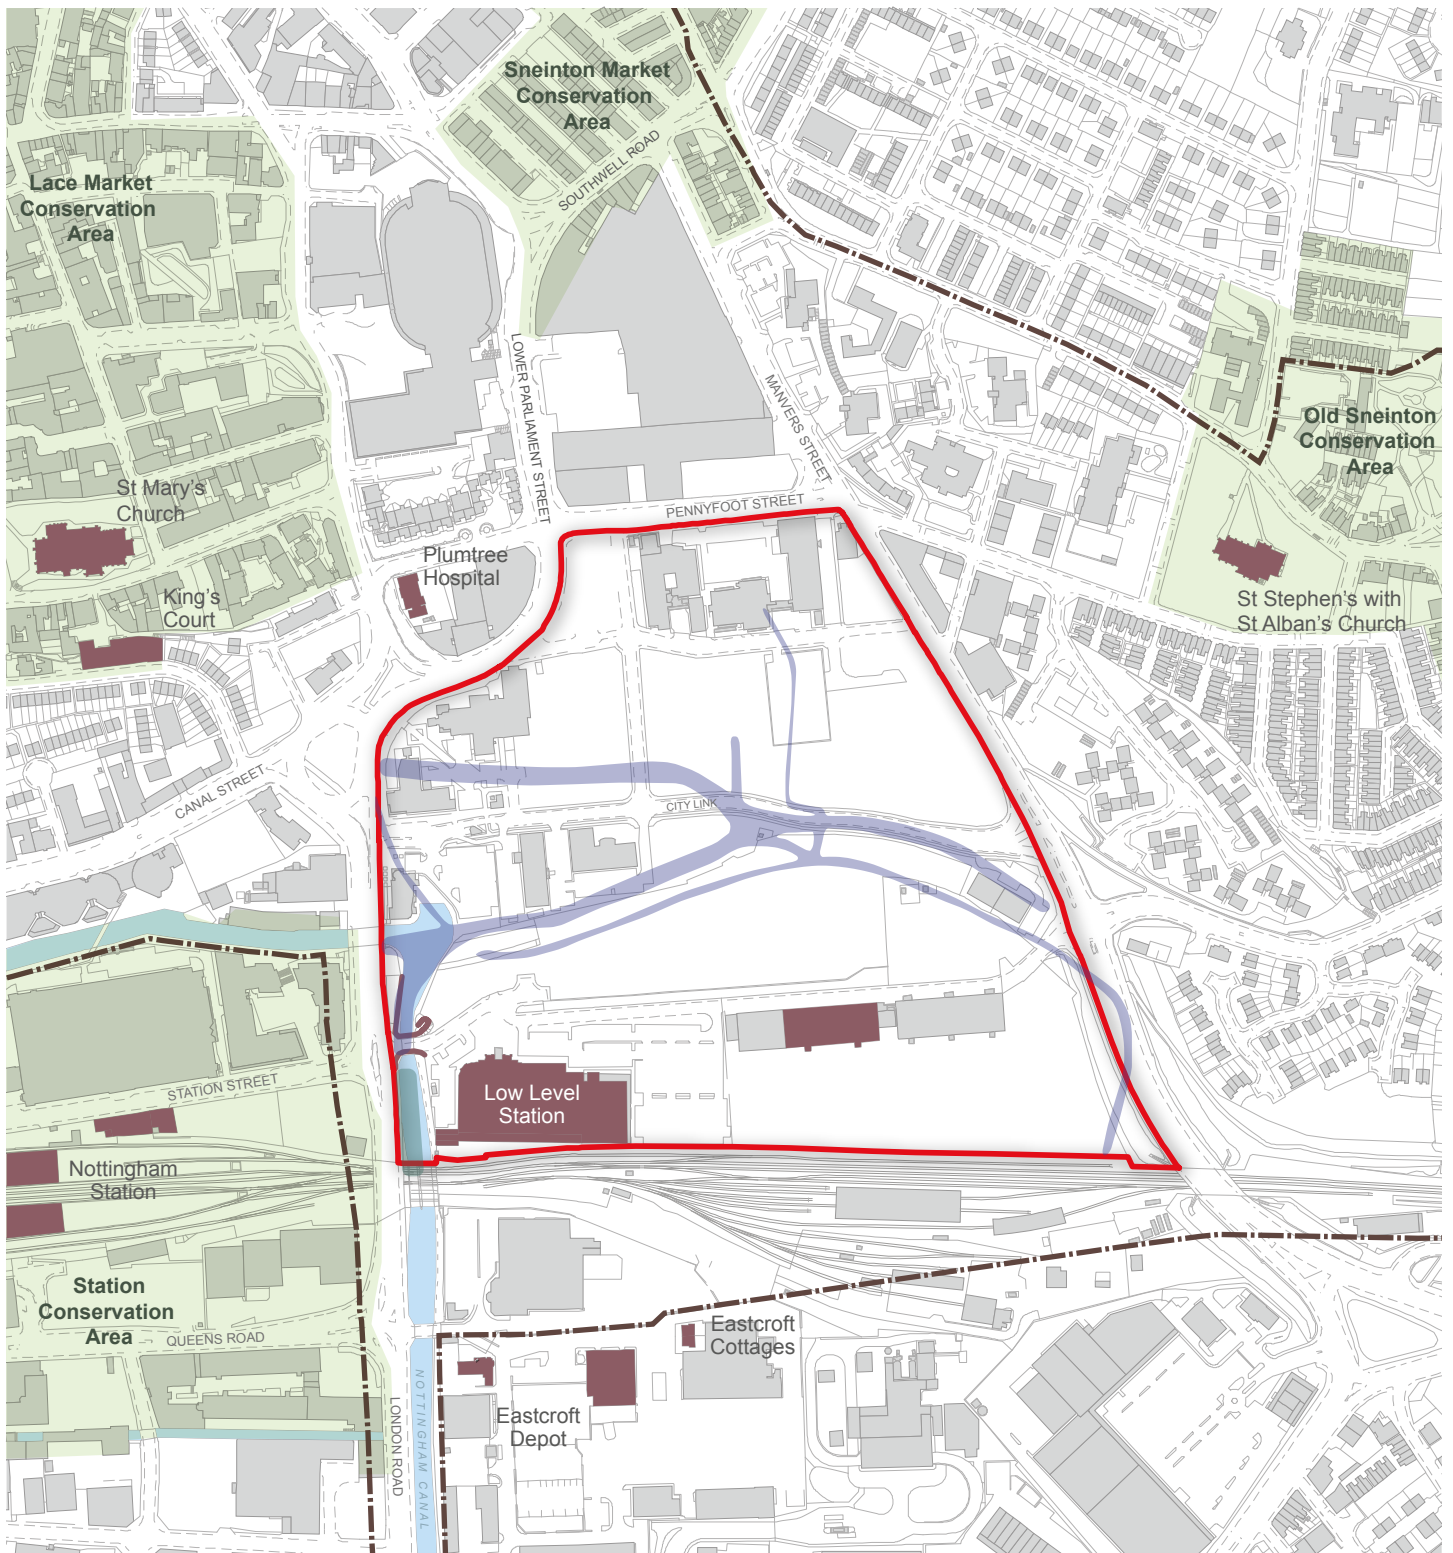 Sneinton Market
Conservation
Area
SOUTHWELL ROAD
Lace Market
Conservation
Area
LOWER PARLIAMENT STREET
MANVERS STREET
Old Sneinton
Conservation
Area
St Mary's
Church
PENNYFOOT STREET
Plumtree
Hospital
King's
Court
St Stephen's with
St Alban's Church
CANAL STREET
CITY LINK
Low Level
Station
STATION STREET
Nottingham
Station
Station
Conservation
Area
QUEENS ROAD
Eastcroft
Cottages
Eastcroft
Depot
LONDON ROAD
NOTTINGHAM CANAL